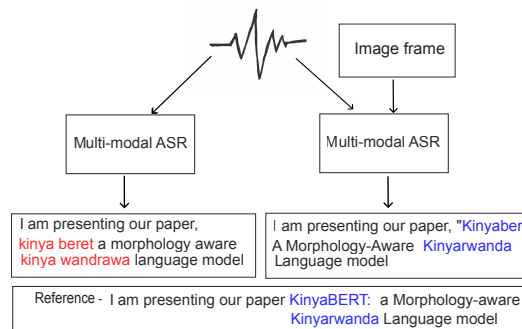 Image frame
Multi-modal ASR
Multi-modal ASR
I am presenting our paper,
kinya beret a morphology aware
kinya wandrawa language model
I am presenting our paper, "Kinyaber
A Morphology-Aware Kinyarwanda
Language model
Reference - I am presenting our paper KinyaBERT: a Morphology-aware
Kinyarwanda Language model